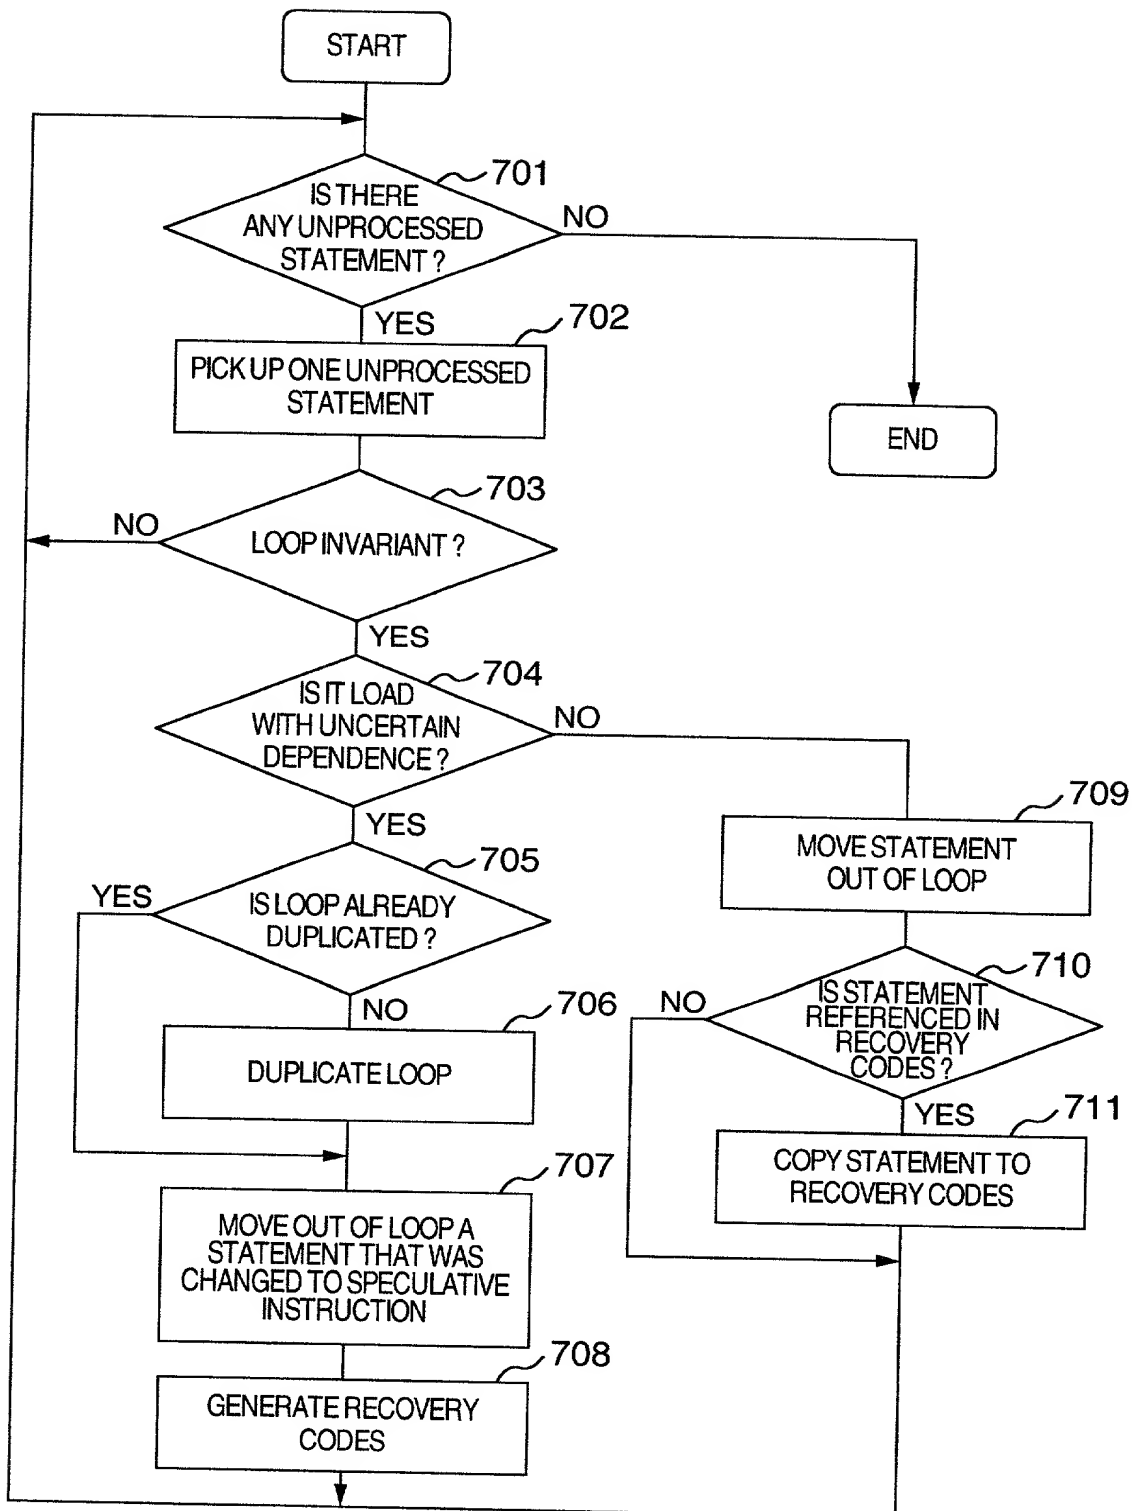 START
701
IS THERE
ANY UNPROCESSED
STATEMENT ?
NO
YES
702
PICK UP ONE UNPROCESSED
STATEMENT
END
703
NO
LOOP INVARIANT ?
YES
704
IS IT LOAD
WITH UNCERTAIN
DEPENDENCE ?
NO
YES
709
MOVE STATEMENT
OUT OF LOOP
705
YES
IS LOOP ALREADY
DUPLICATED ?
NO
706
DUPLICATE LOOP
710
NO
IS STATEMENT
REFERENCED IN
RECOVERY
CODES ?
YES
711
COPY STATEMENT TO
RECOVERY CODES
707
MOVE OUT OF LOOP A
STATEMENT THAT WAS
CHANGED TO SPECULATIVE
INSTRUCTION
708
GENERATE RECOVERY
CODES